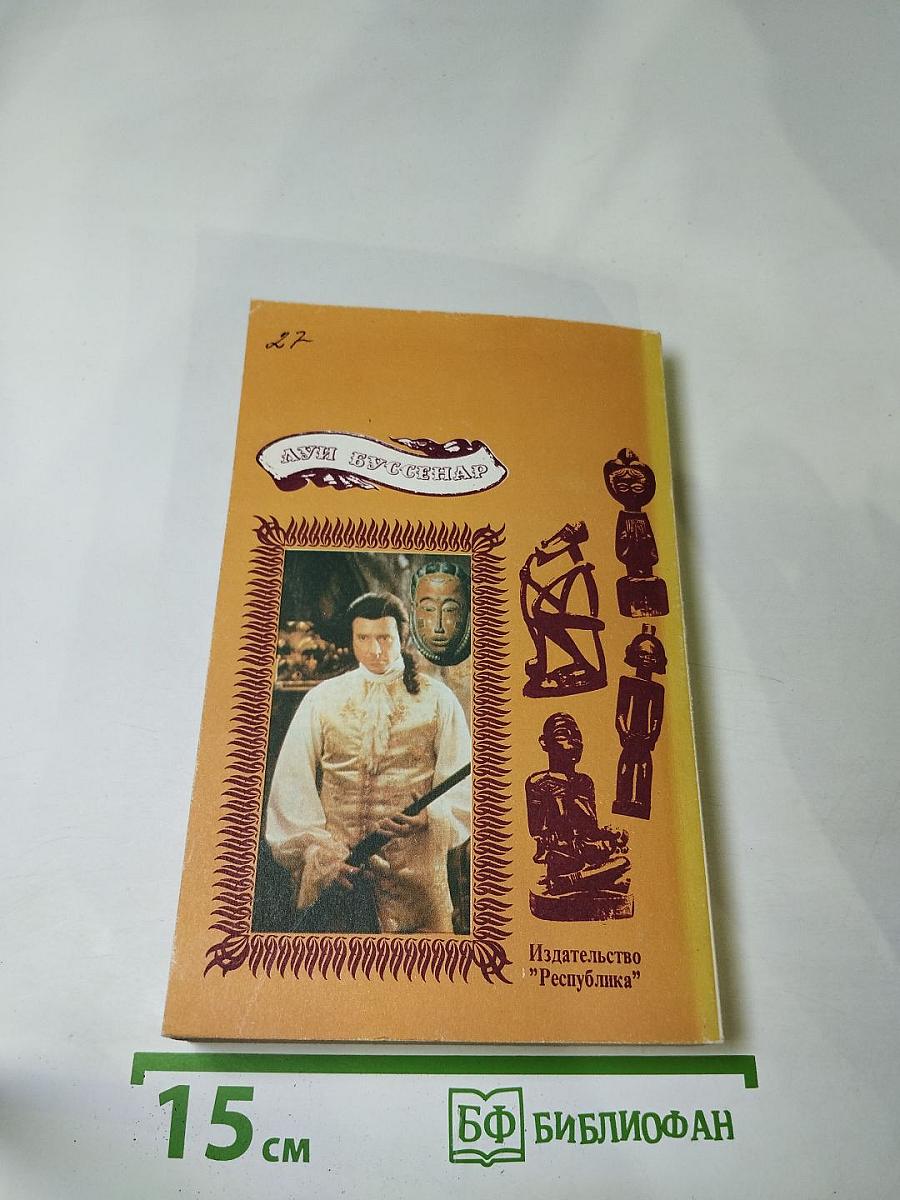 27
ЛУИ БУССЕНАР
Издательство
"Республика"
15 см
БФ БИБЛИОФАН